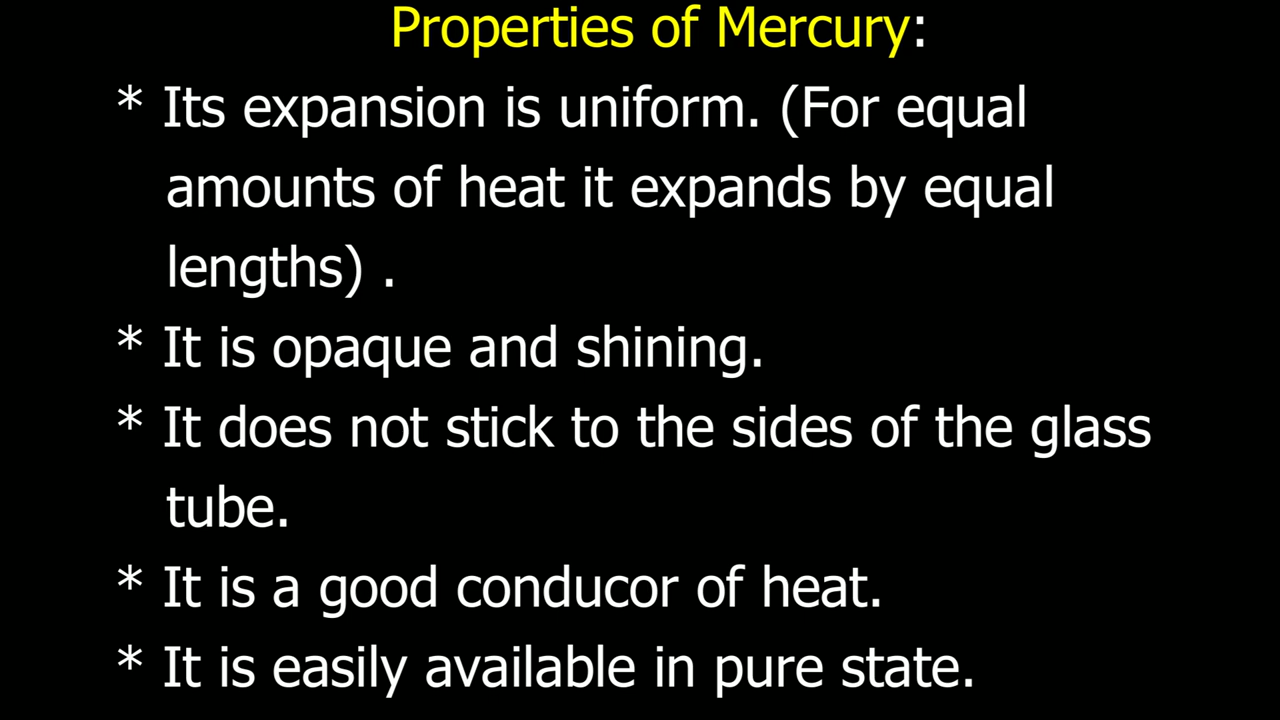 Properties of Mercury:
* Its expansion is uniform. (For equal
amounts of heat it expands by equal
lengths) .
* It is opaque and shining.
* It does not stick to the sides of the glass
tube.
* It is a good conducor of heat.
* It is easily available in pure state.